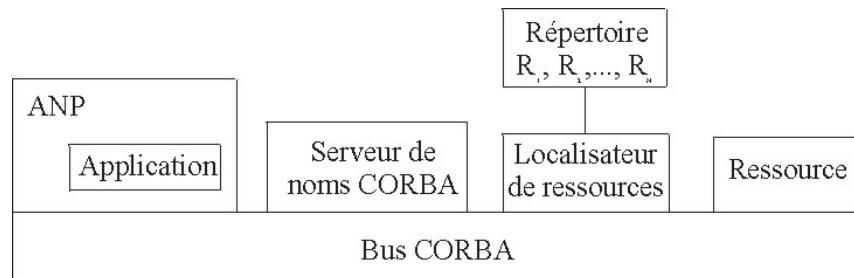 Répertoire
R₁, R₂,..., Rₙ
ANP
Application
Serveur de
noms CORBA
Localisateur
de ressources
Ressource
Bus CORBA